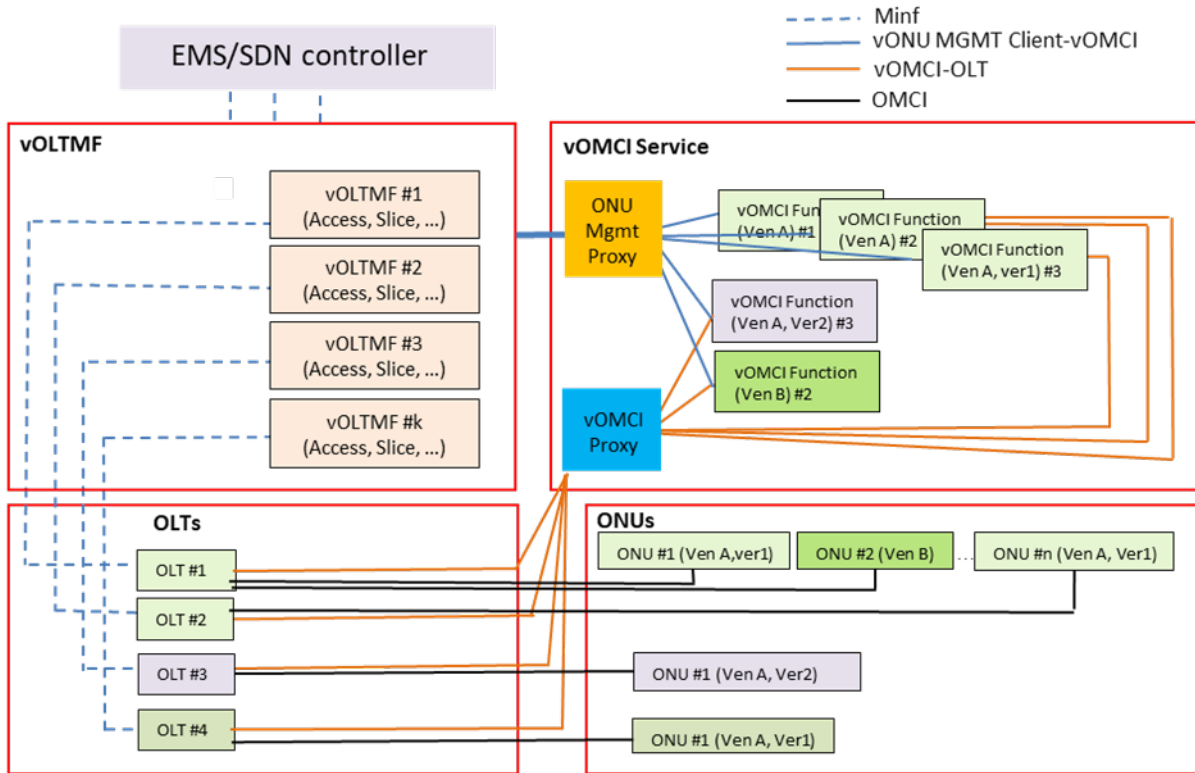 Minf
vONU MGMT Client-vOMCI
vOMCI-OLT
OMCI
EMS/SDN controller
vOLTMF
vOLTMF #1
(Access, Slice, ...)
vOLTMF #2
(Access, Slice, ...)
vOLTMF #3
(Access, Slice, ...)
vOLTMF #k
(Access, Slice, ...)
vOMCI Service
ONU
Mgmt
Proxy
vOMCI
Proxy
vOMCI Func
(Ven A) #1
vOMCI Function
(Ven A) #2
vOMCI Function
(Ven A, ver1) #3
vOMCI Function
(Ven A, Ver2) #3
vOMCI Function
(Ven B) #2
OLTs
OLT #1
OLT #2
OLT #3
OLT #4
ONUs
ONU #1 (Ven A,ver1)
ONU #2 (Ven B)
...
ONU #n (Ven A, Ver1)
ONU #1 (Ven A, Ver2)
ONU #1 (Ven A, Ver1)